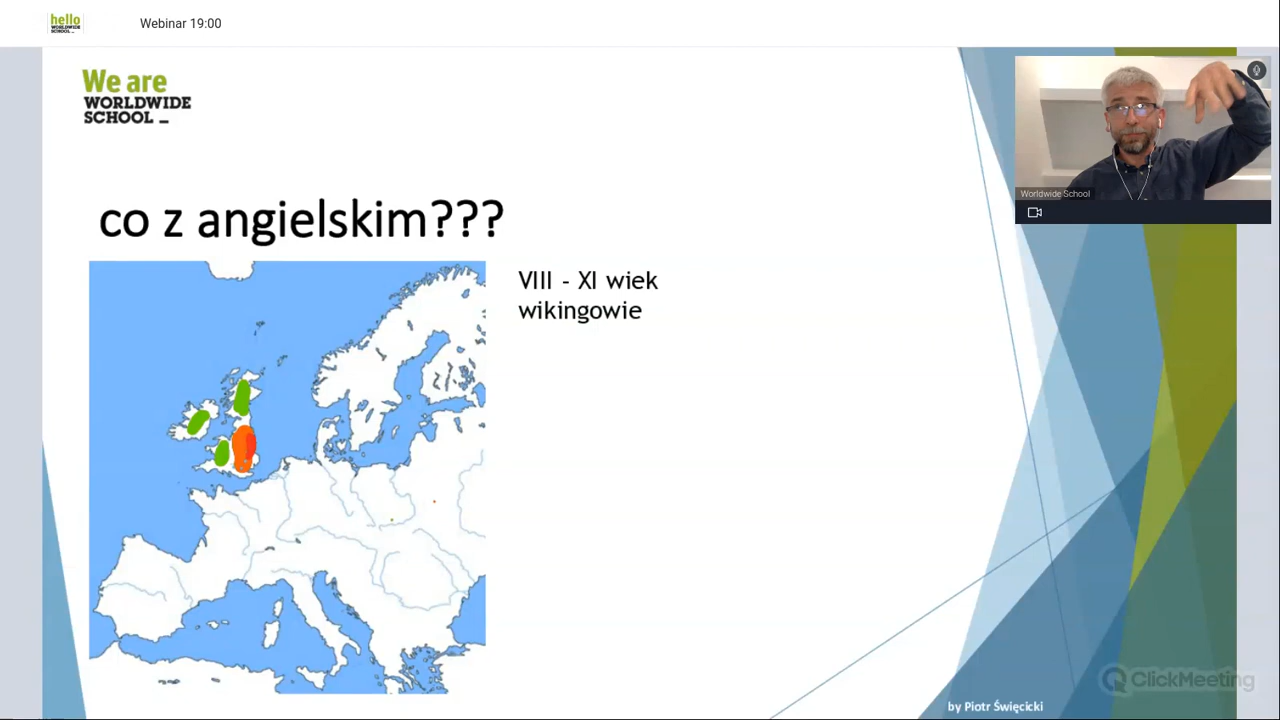 hello
WORLDWIDE
SCHOOL _
Webinar 19:00
We are
WORLDWIDE
SCHOOL _
Worldwide School
co z angielskim???
VIII - XI wiek
wikingowie
ClickMeeting
by Piotr Święcicki